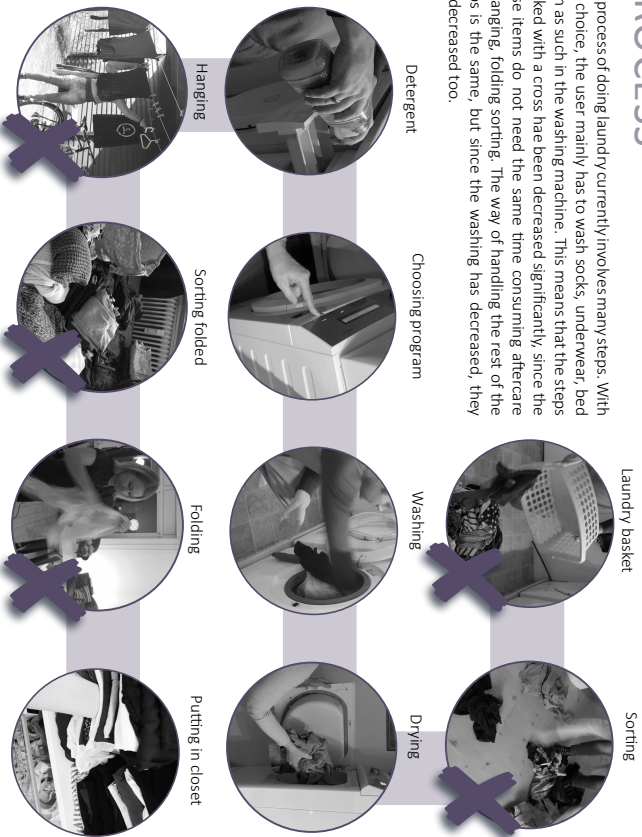 ROCESS
process of doing laundry currently involves many steps. With
choice, the user mainly has to wash socks, underwear, bed
as such in the washing machine. This means that the steps
ked with a cross hae been decreased significantly, since the
se items do not need the same time consuming aftercare
anging, folding sorting. The way of handling the rest of the
is the same, but since the washing has decreased, they
decreased too.
Laundry basket
Sorting
Detergent
Choosing program
Washing
Drying
Hanging
Sorting folded
Folding
Putting in closet